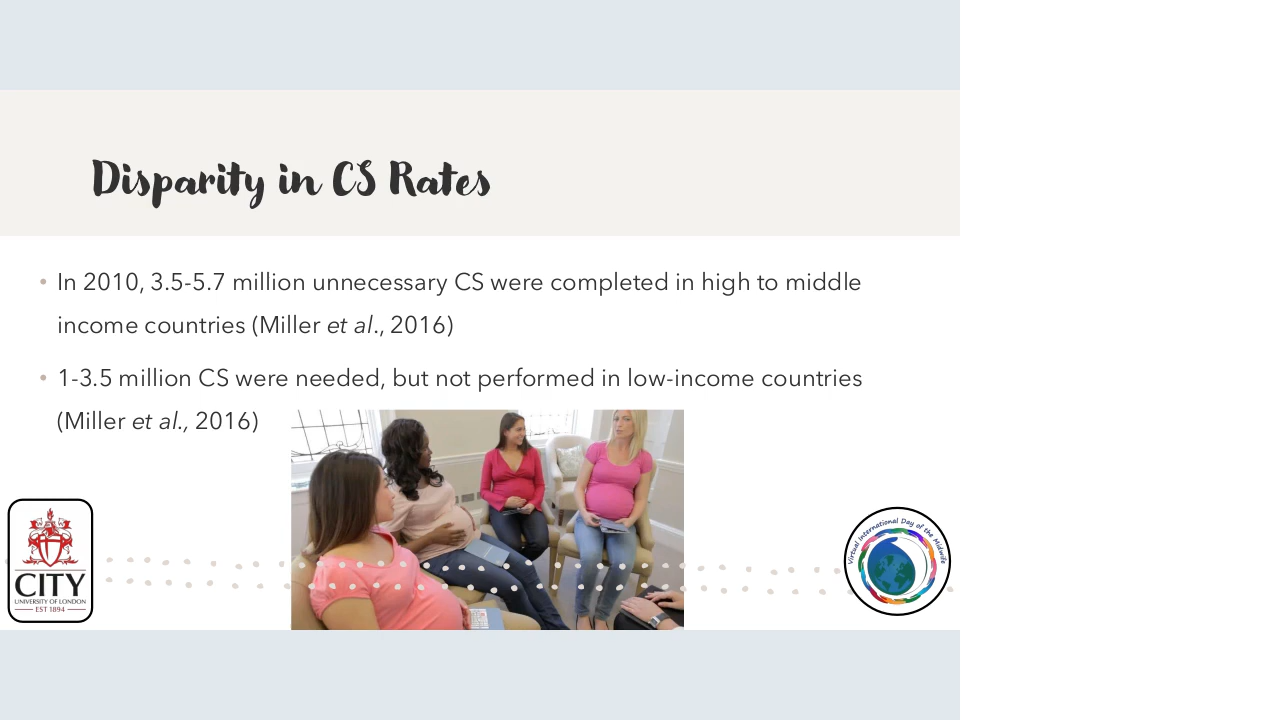 Disparity in CS Rates
• In 2010, 3.5-5.7 million unnecessary CS were completed in high to middle
income countries (Miller et al., 2016)
• 1-3.5 million CS were needed, but not performed in low-income countries
(Miller et al., 2016)
CITY
UNIVERSITY OF LONDON
EST 1894
Virtual International Day of the Midwife